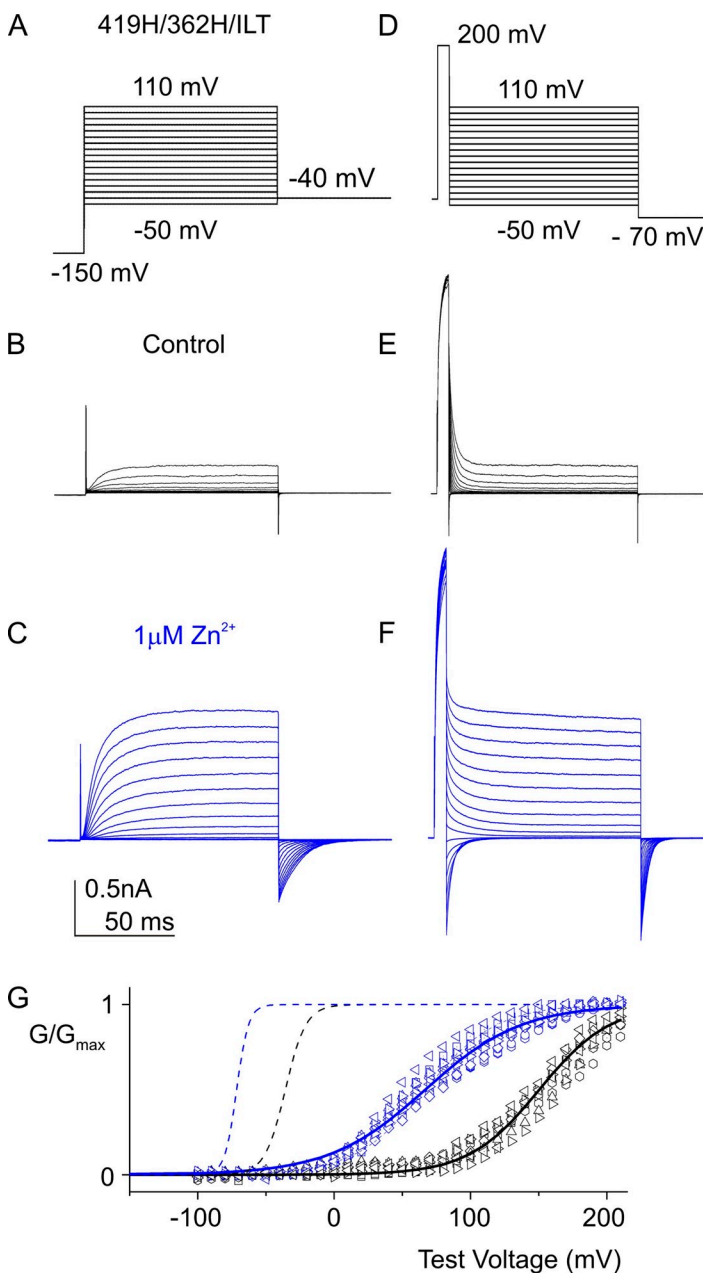 A 419H/362H/ILT
110 mV
-40 mV
-50 mV
-150 mV
D 200 mV
110 mV
-50 mV
- 70 mV
B Control
E
C 1μM Zn²⁺
F
0.5nA
50 ms
G
1
G/Gmax
0
-100 0 100 200
Test Voltage (mV)